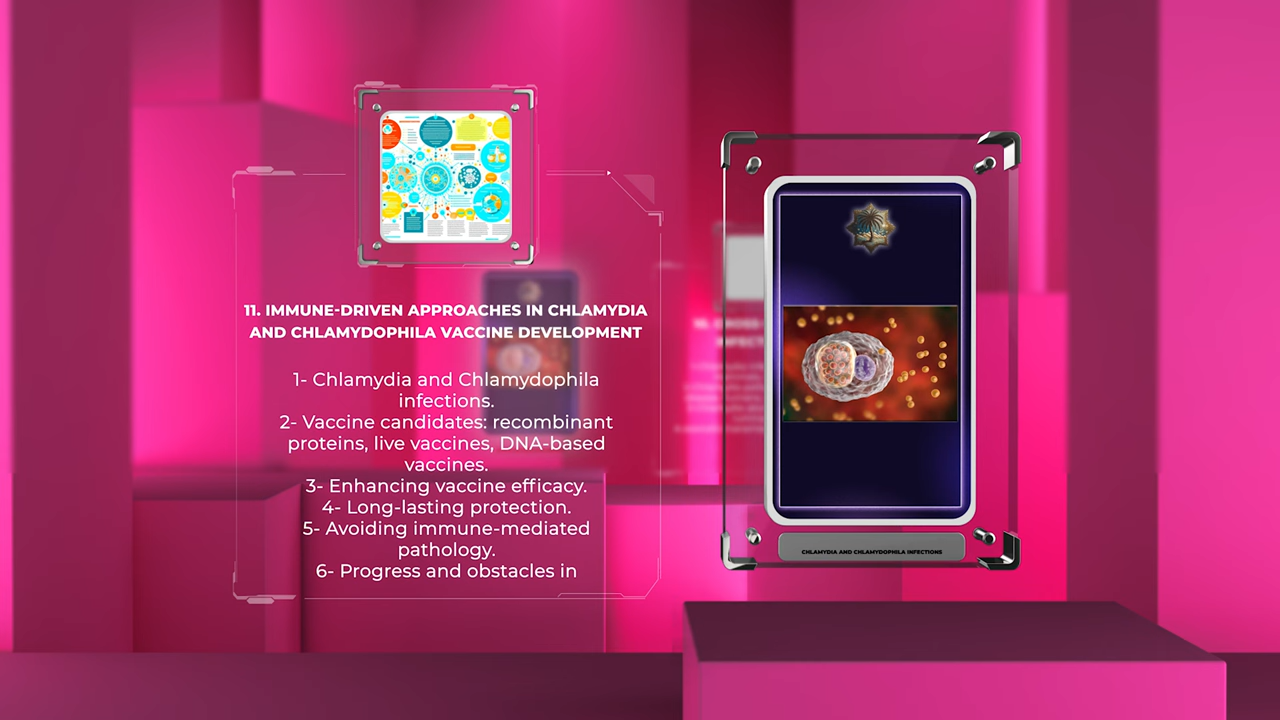 11. IMMUNE-DRIVEN APPROACHES IN CHLAMYDIA
AND CHLAMYDOPHILA VACCINE DEVELOPMENT
1- Chlamydia and Chlamydophila
infections.
2- Vaccine candidates: recombinant
proteins, live vaccines, DNA-based
vaccines.
3- Enhancing vaccine efficacy.
4- Long-lasting protection.
5- Avoiding immune-mediated
pathology.
6- Progress and obstacles in
CHLAMYDIA AND CHLAMYDOPHILA INFECTIONS